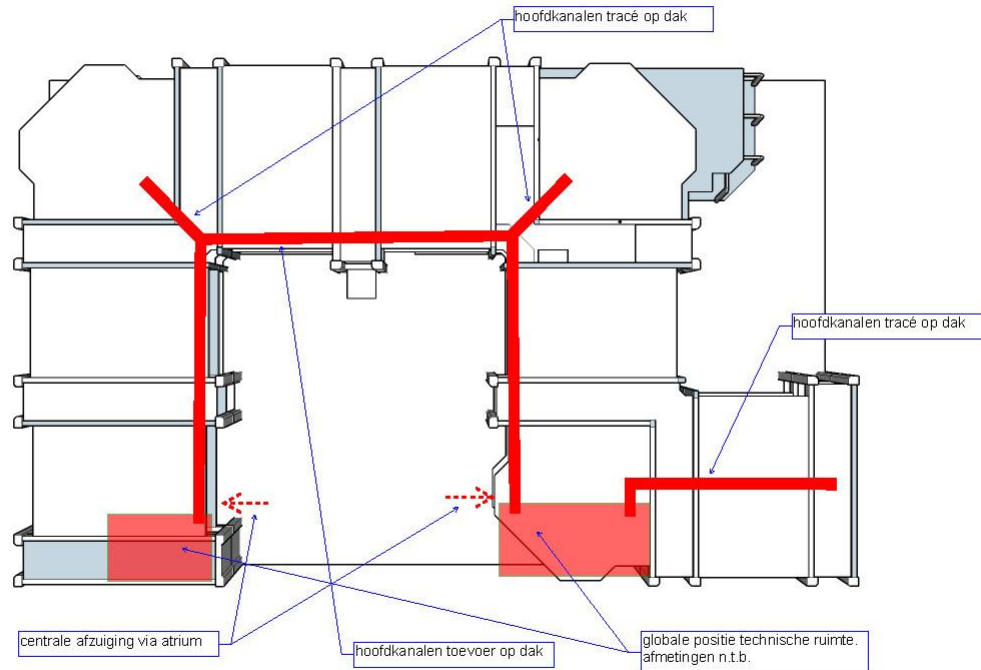 hoofdkanalen tracé op dak
hoofdkanalen tracé op dak
centrale afzuiging via atrium
hoofdkanalen toevoer op dak
globale positie technische ruimte.
afmetingen n.t.b.